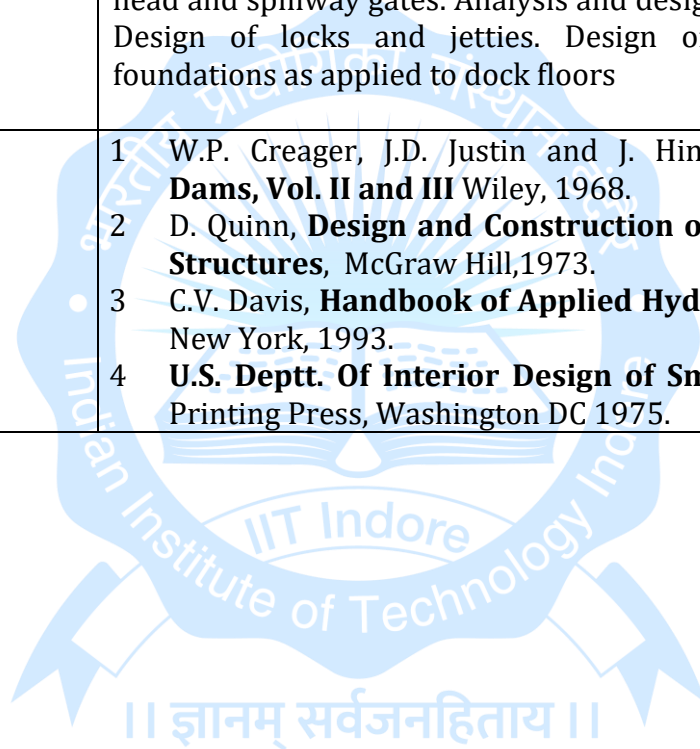 head and spillway gates. Analysis and desig
Design of locks and jetties. Design o
foundations as applied to dock floors
1 W.P. Creager, J.D. Justin and J. Hin
Dams, Vol. II and III Wiley, 1968.
2 D. Quinn, Design and Construction o
Structures, McGraw Hill,1973.
3 C.V. Davis, Handbook of Applied Hyd
New York, 1993.
4 U.S. Deptt. Of Interior Design of Sm
Printing Press, Washington DC 1975.
भारतीय प्रौद्योगिकी संस्थान इंदौर
Indian Institute of Technology Indore
IIT Indore
।। ज्ञानम् सर्वजनहिताय ।।